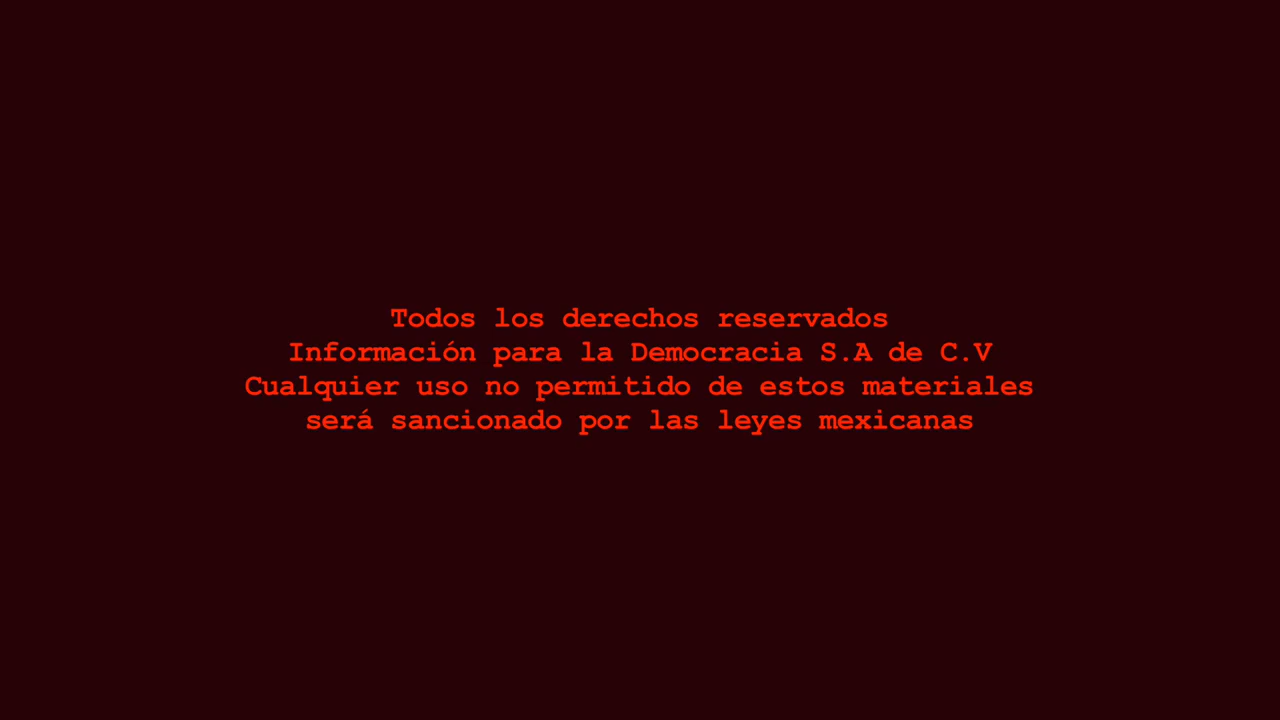 Todos los derechos reservados
Información para la Democracia S.A de C.V
Cualquier uso no permitido de estos materiales
será sancionado por las leyes mexicanas